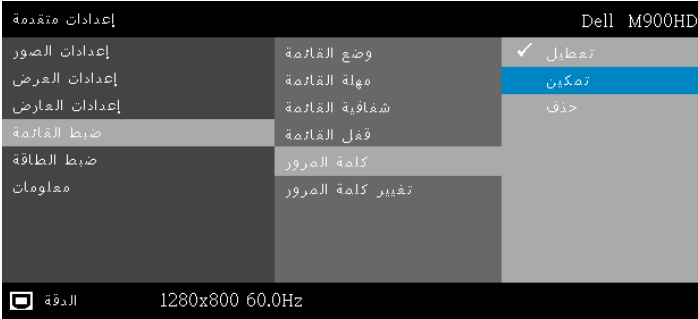 إعدادات متقدمة
Dell M900HD
إعدادات الصور
إعدادات العرض
إعدادات العارض
ضبط القائمة
ضبط الطاقة
معلومات
وضع القائمة
مهلة القائمة
شفافية القائمة
قفل القائمة
كلمة المرور
تغيير كلمة المرور
✓ تعطيل
تمكين
حذف
الدقة 1280x800 60.0Hz